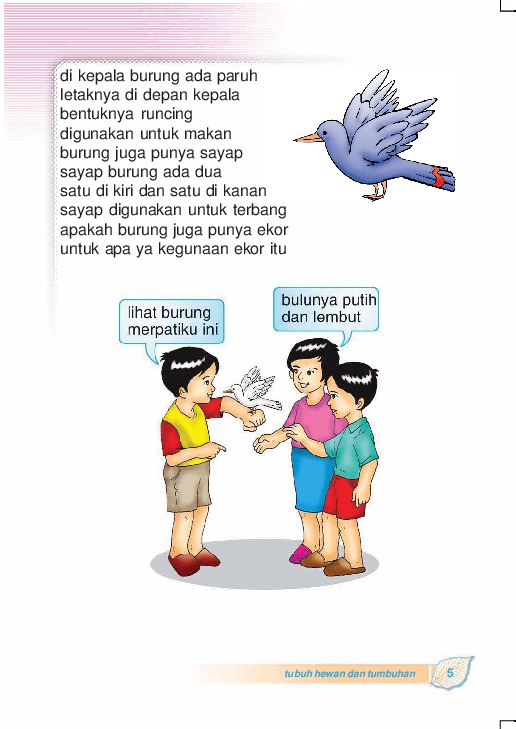 di kepala burung ada paruh
letaknya di depan kepala
bentuknya runcing
digunakan untuk makan
burung juga punya sayap
sayap burung ada dua
satu di kiri dan satu di kanan
sayap digunakan untuk terbang
apakah burung juga punya ekor
untuk apa ya kegunaan ekor itu
lihat burung
merpatiku ini
bulunya putih
dan lembut
tubuh hewan dan tumbuhan 5